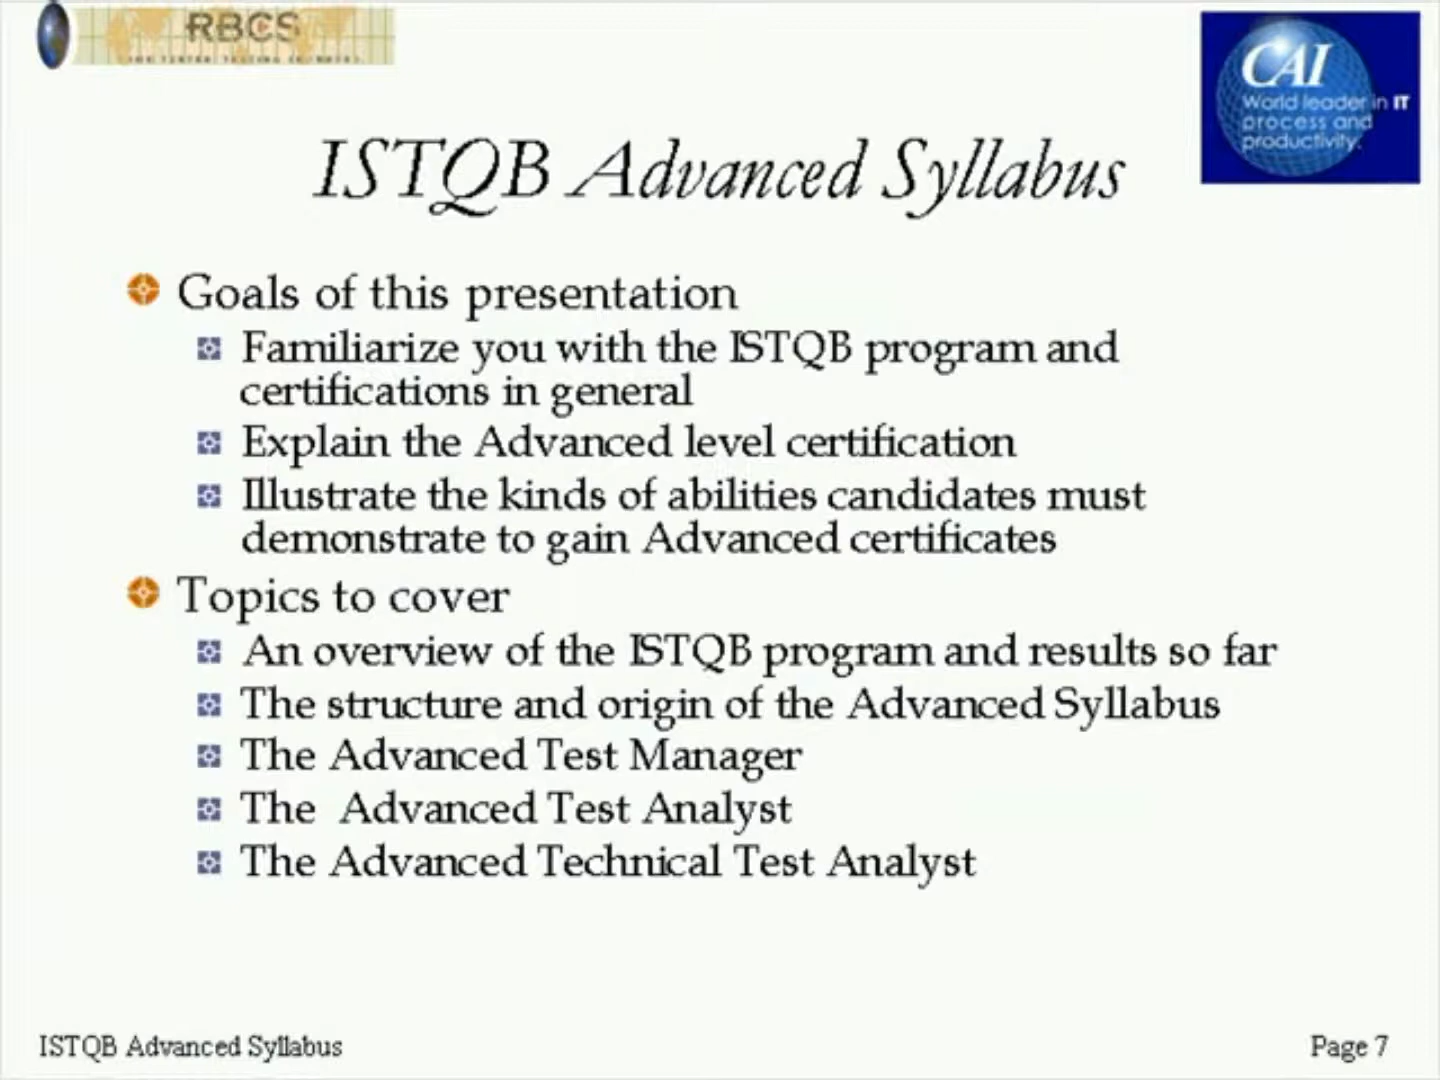 RBCS
CAI
World leader in IT
process and
productivity.
ISTQB Advanced Syllabus
Goals of this presentation
Familiarize you with the ISTQB program and
certifications in general
Explain the Advanced level certification
Illustrate the kinds of abilities candidates must
demonstrate to gain Advanced certificates
Topics to cover
An overview of the ISTQB program and results so far
The structure and origin of the Advanced Syllabus
The Advanced Test Manager
The Advanced Test Analyst
The Advanced Technical Test Analyst
ISTQB Advanced Syllabus
Page 7